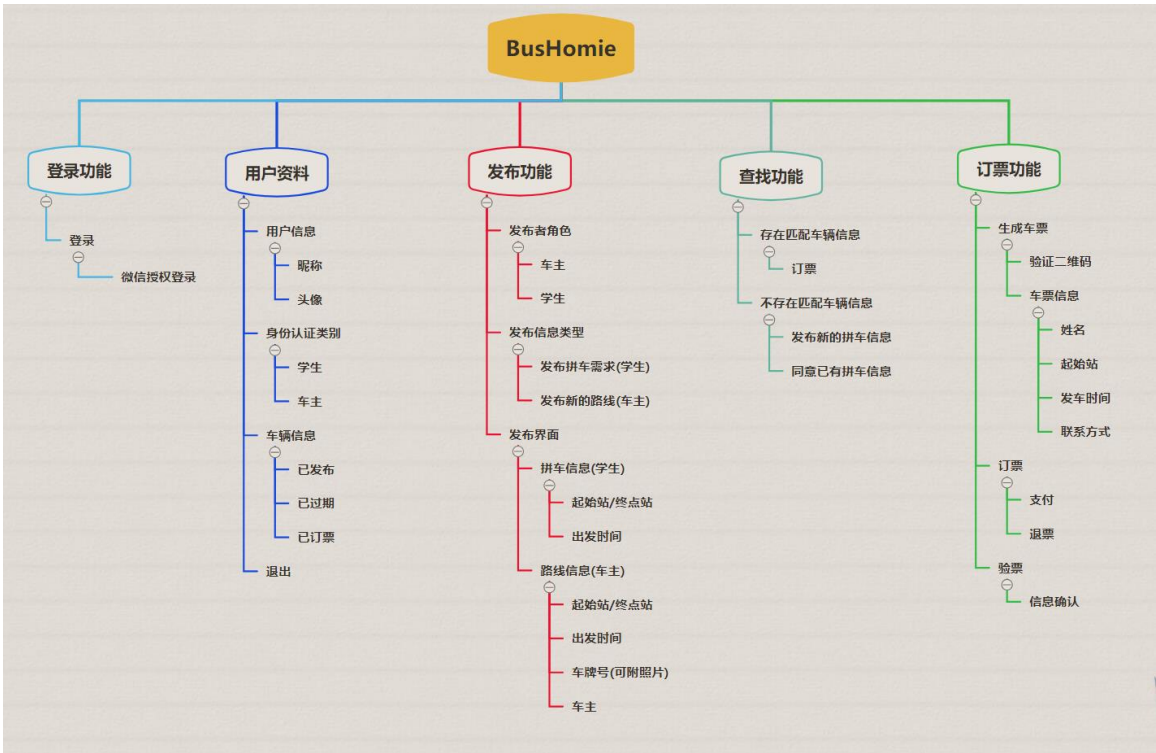 BusHomie
登录功能
登录
微信授权登录
用户资料
用户信息
昵称
头像
身份认证类别
学生
车主
车辆信息
已发布
已过期
已订票
退出
发布功能
发布者角色
车主
学生
发布信息类型
发布拼车需求(学生)
发布新的路线(车主)
发布界面
拼车信息(学生)
起始站/终点站
出发时间
路线信息(车主)
起始站/终点站
出发时间
车牌号(可附照片)
车主
查找功能
存在匹配车辆信息
订票
不存在匹配车辆信息
发布新的拼车信息
同意已有拼车信息
订票功能
生成车票
验证二维码
车票信息
姓名
起始站
发车时间
联系方式
订票
支付
退票
验票
信息确认